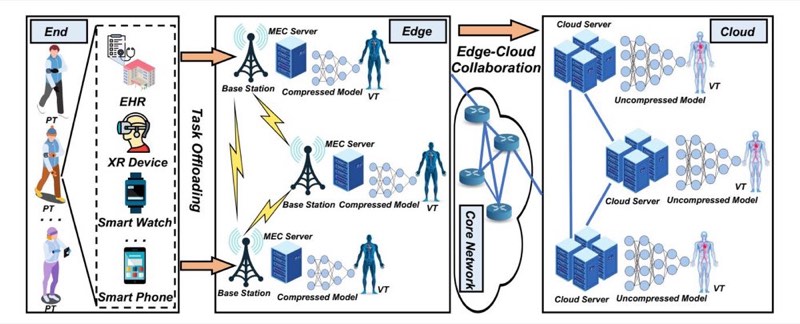 End
PT
PT
...
PT
EHR
XR Device
Smart Watch
...
Smart Phone
Task Offloading
Edge
MEC Server
Base Station
Compressed Model
VT
MEC Server
Base Station
Compressed Model
VT
MEC Server
Base Station
Compressed Model
VT
Edge-Cloud
Collaboration
Core Network
Cloud
Cloud Server
Uncompressed Model
VT
Cloud Server
Uncompressed Model
VT
Cloud Server
Uncompressed Model
VT